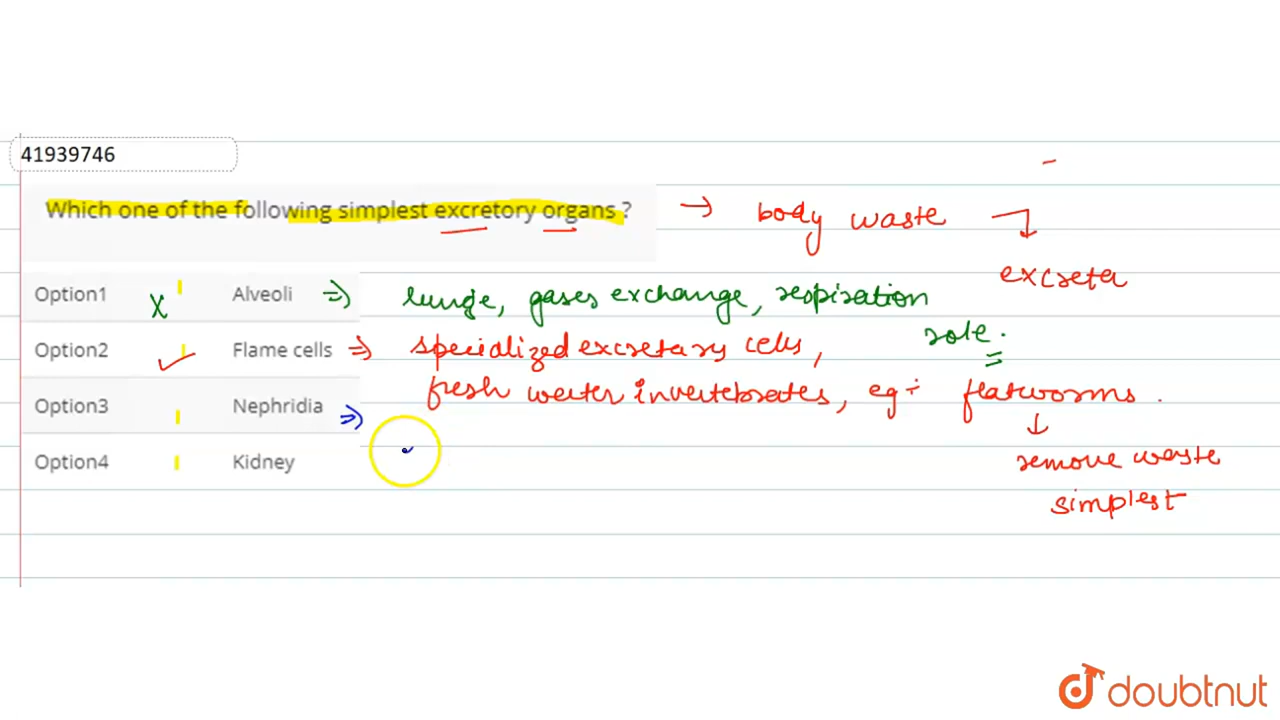 41939746
Which one of the following simplest excretory organs ? → body waste
excreta
Option1 x Alveoli ⇒ lungs, gases exchange, respiration
role.
Option2 ✓ Flame cells ⇒ specialized excretary cells,
fresh water invertebrates, eg ÷ flatworms.
Option3 Nephridia ⇒
remove waste
Option4 Kidney
simplest
doubtnut